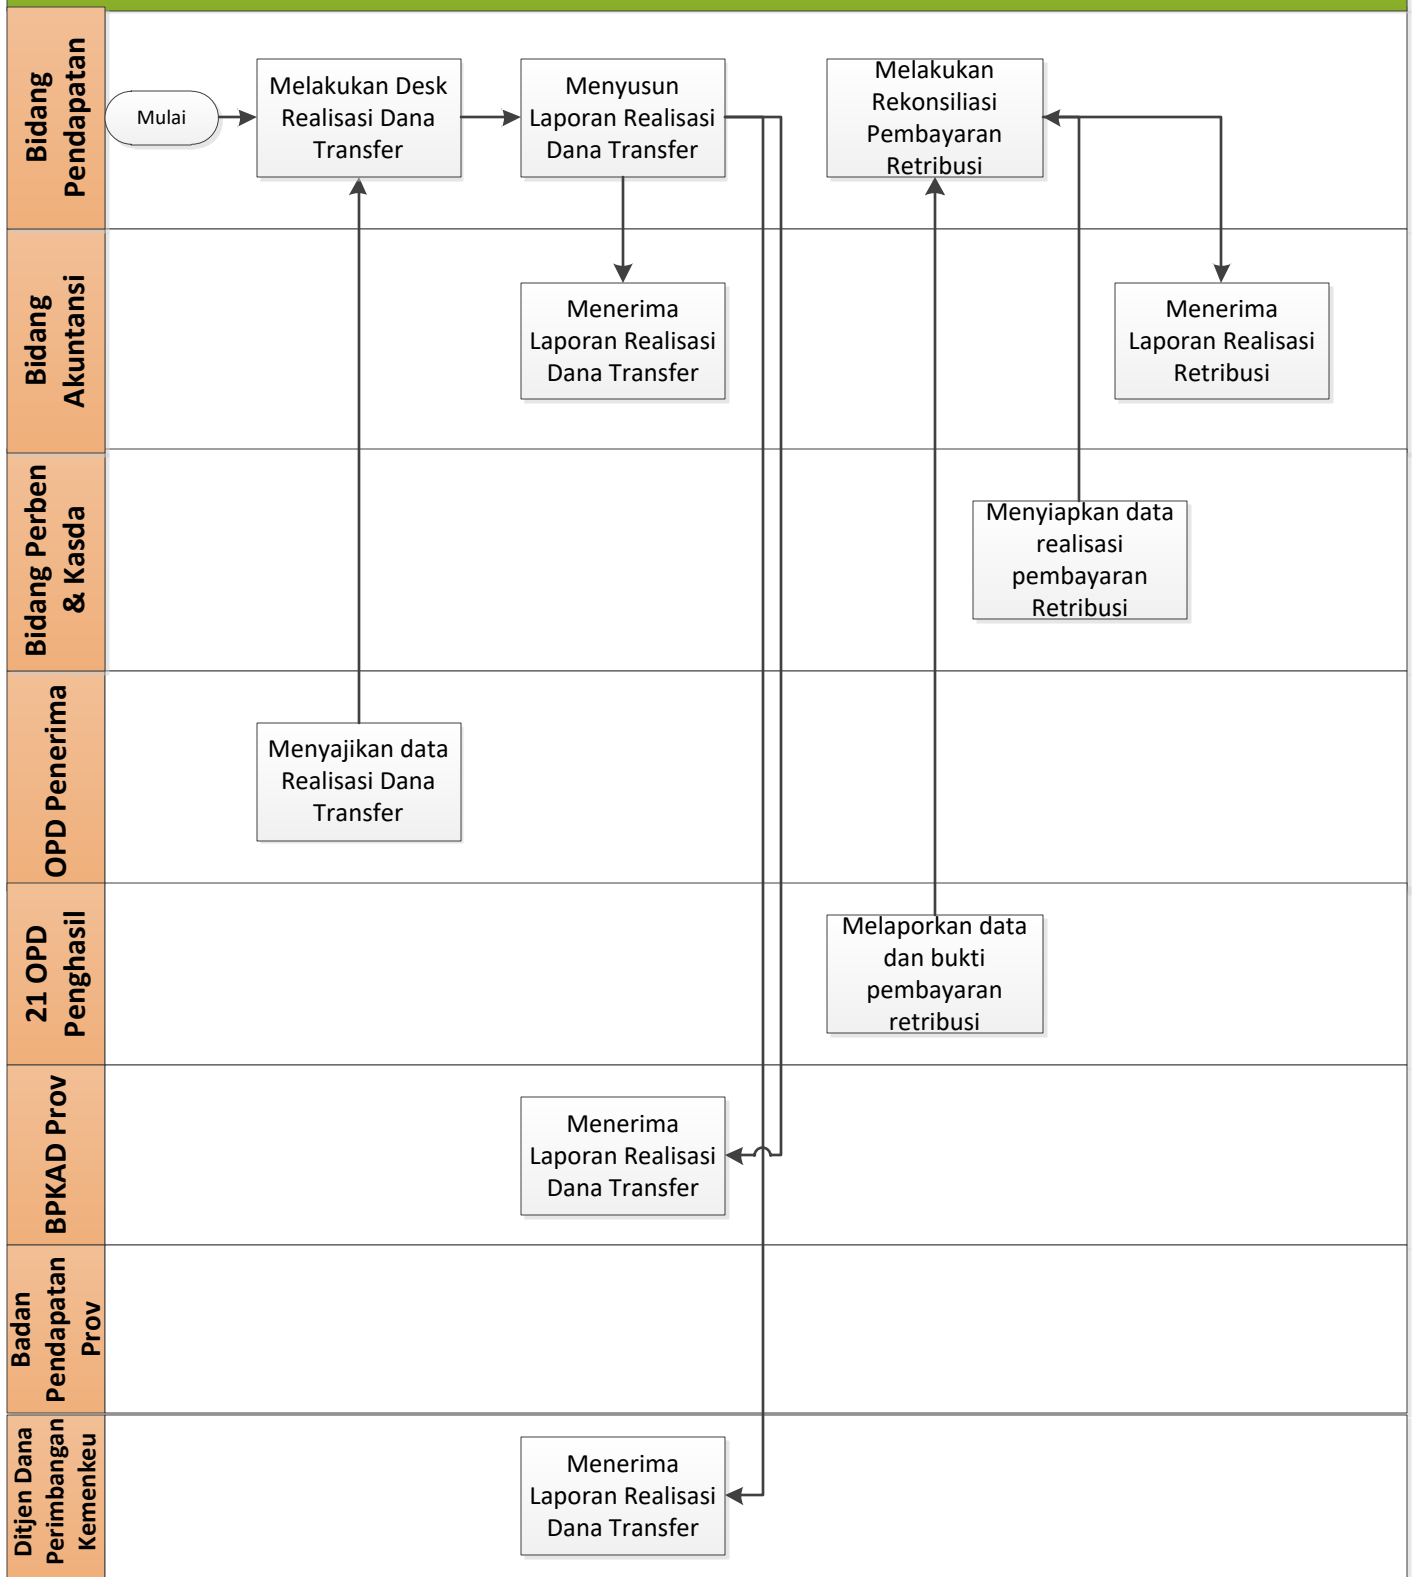 Bidang
Pendapatan
Mulai
Melakukan Desk
Realisasi Dana
Transfer
Menyusun
Laporan Realisasi
Dana Transfer
Melakukan
Rekonsiliasi
Pembayaran
Retribusi
Bidang
Akuntansi
Menerima
Laporan Realisasi
Dana Transfer
Menerima
Laporan Realisasi
Retribusi
Bidang Perben
& Kasda
Menyiapkan data
realisasi
pembayaran
Retribusi
OPD Penerima
Menyajikan data
Realisasi Dana
Transfer
21 OPD
Penghasil
Melaporkan data
dan bukti
pembayaran
retribusi
BPKAD Prov
Menerima
Laporan Realisasi
Dana Transfer
Badan
Pendapatan
Prov
Ditjen Dana
Perimbangan
Kemenkeu
Menerima
Laporan Realisasi
Dana Transfer